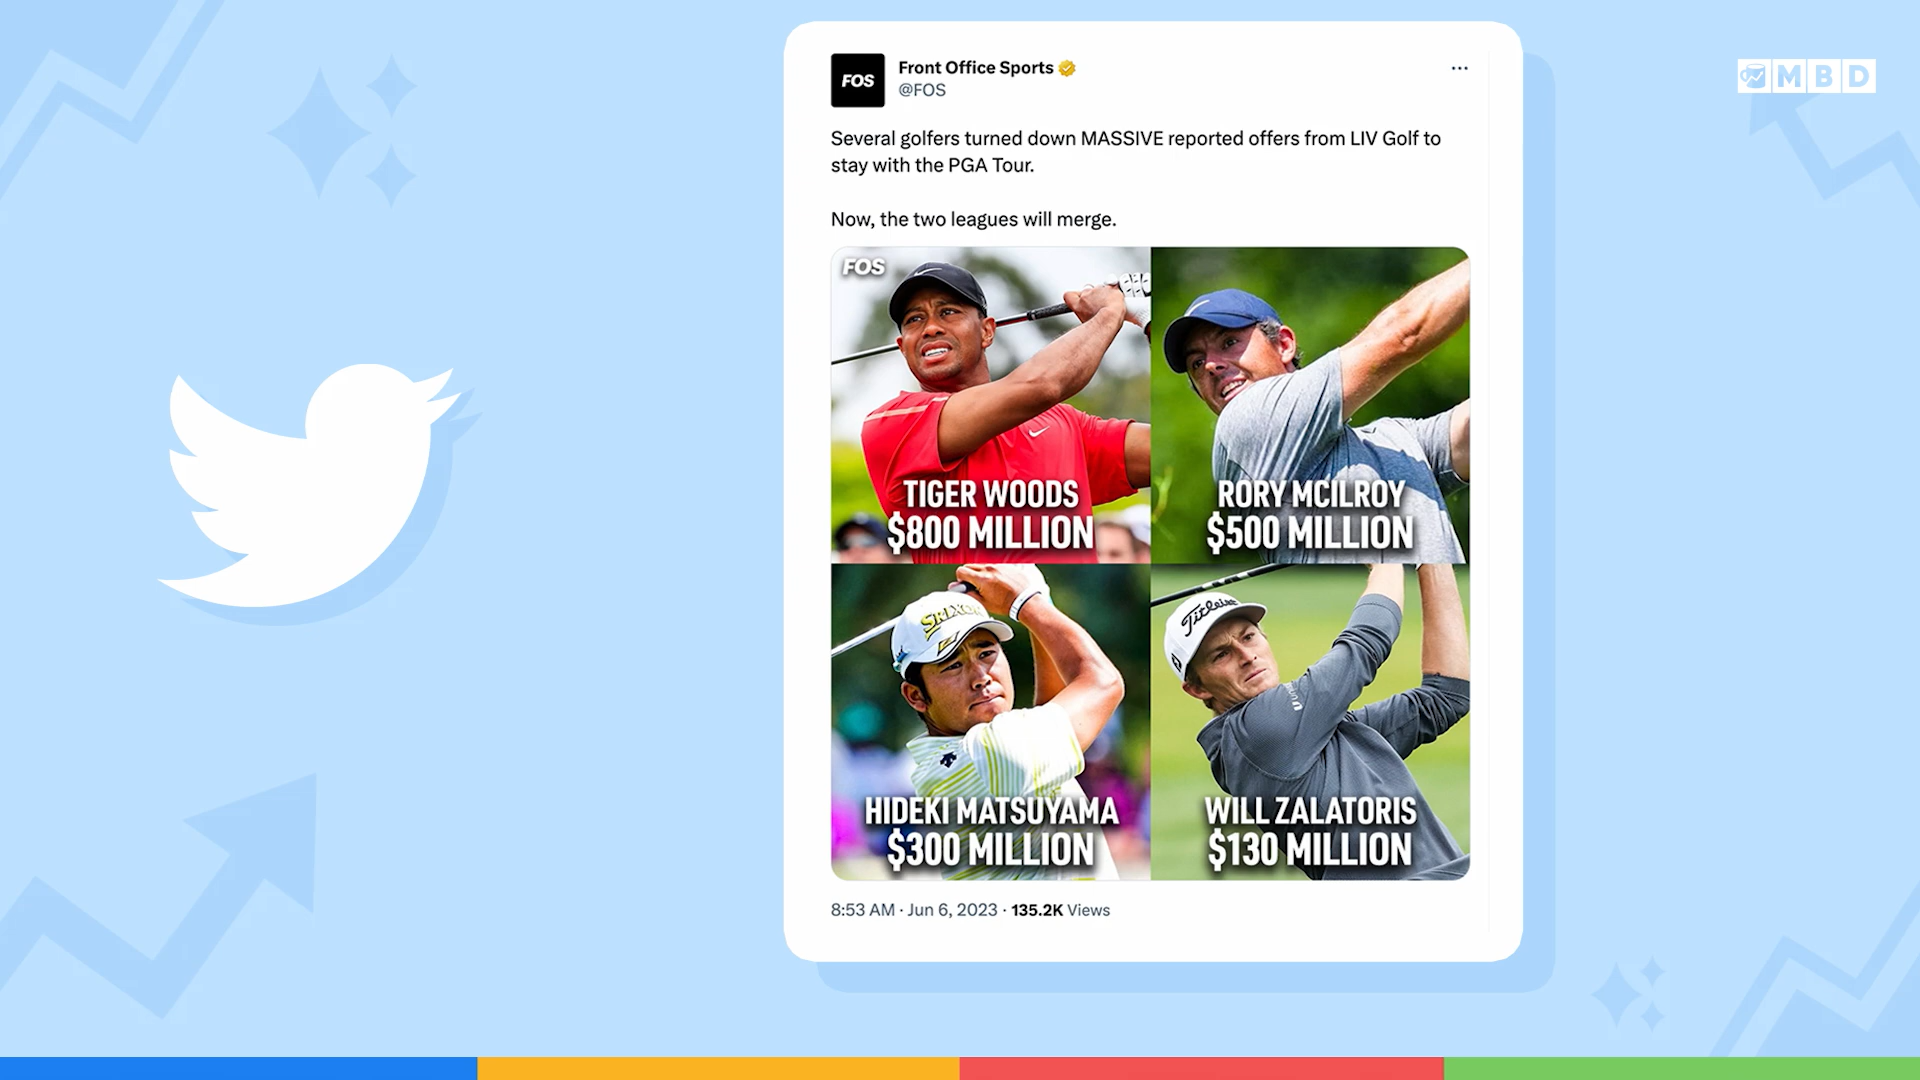 MBD
FOS
Front Office Sports
@FOS
Several golfers turned down MASSIVE reported offers from LIV Golf to
stay with the PGA Tour.
Now, the two leagues will merge.
FOS
TIGER WOODS
$800 MILLION
RORY MCILROY
$500 MILLION
SRIXON
HIDEKI MATSUYAMA
$300 MILLION
Titleist
WILL ZALATORIS
$130 MILLION
8:53 AM · Jun 6, 2023 · 135.2K Views